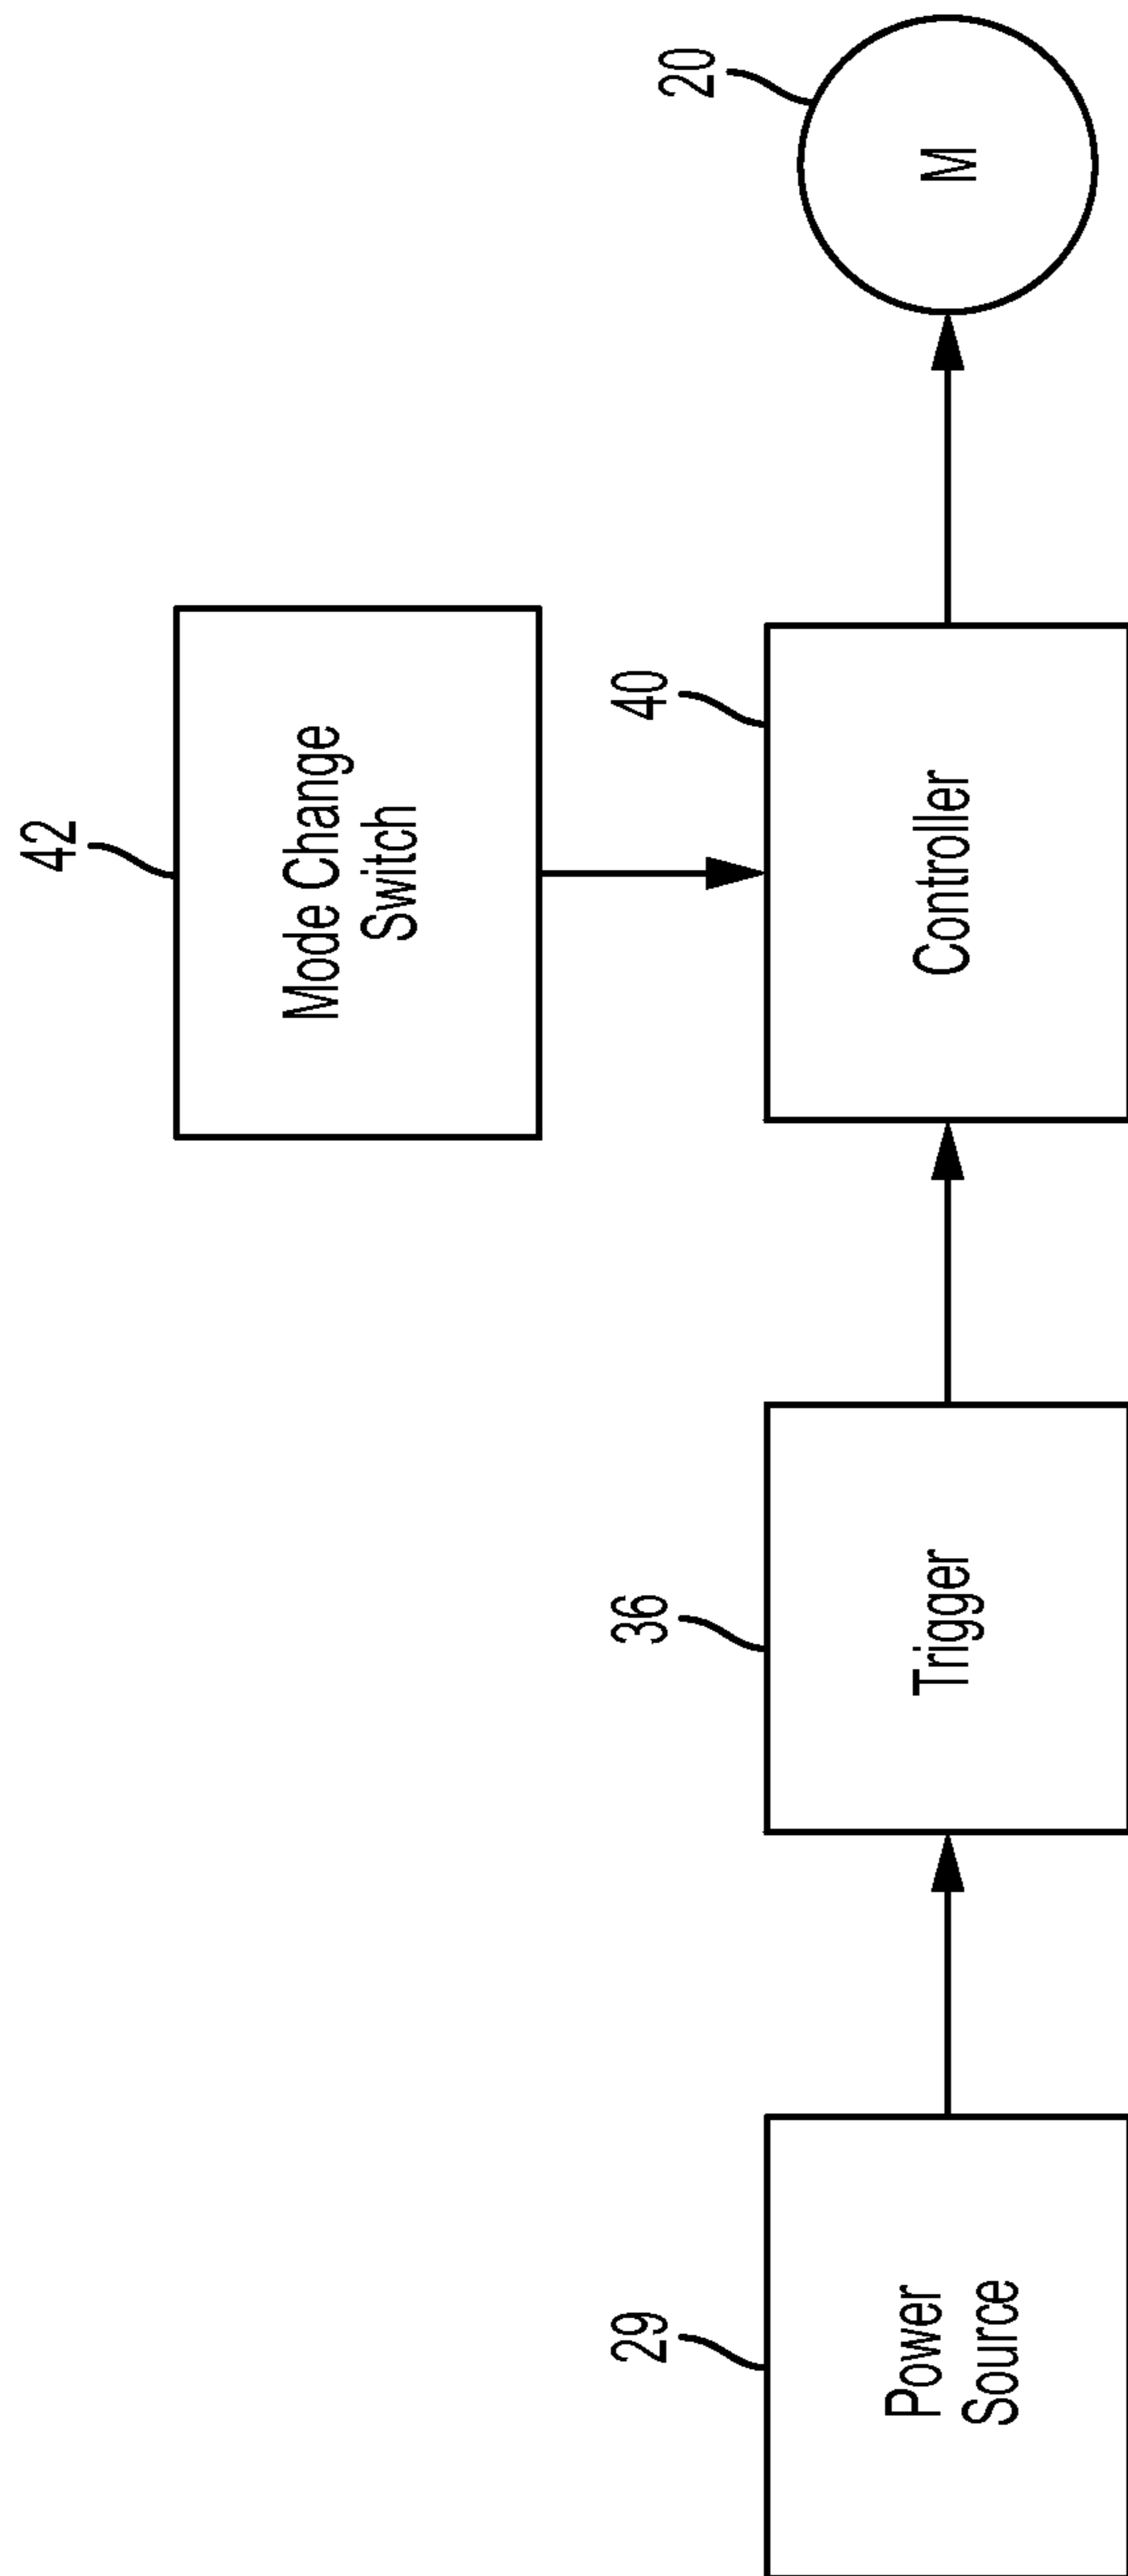 42
Mode Change
Switch
29
Power
Source
36
Trigger
40
Controller
20
M